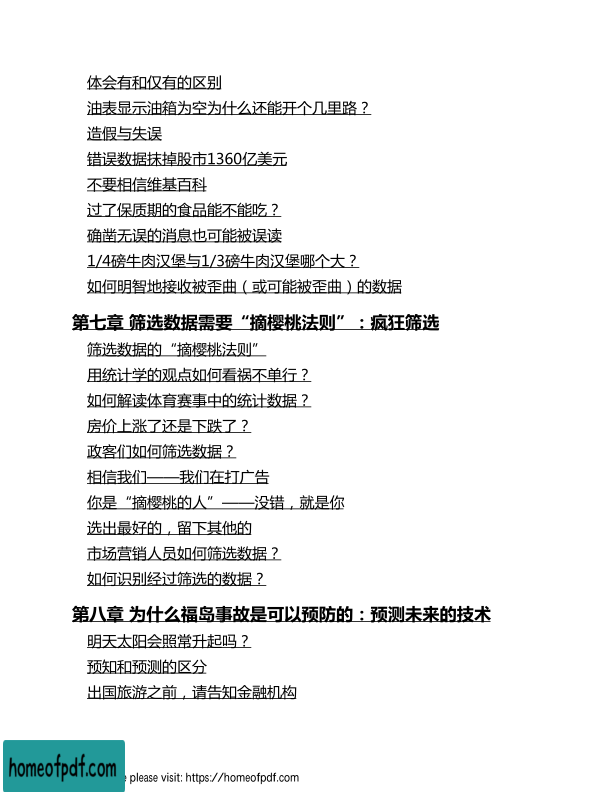 体会有和仅有的区别
油表显示油箱为空为什么还能开个几里路？
造假与失误
错误数据抹掉股市1360亿美元
不要相信维基百科
过了保质期的食品能不能吃？
确凿无误的消息也可能被误读
1/4磅牛肉汉堡与1/3磅牛肉汉堡哪个大？
如何明智地接收被歪曲（或可能被歪曲）的数据
第七章 筛选数据需要“摘樱桃法则”：疯狂筛选
筛选数据的“摘樱桃法则”
用统计学的观点如何看祸不单行？
如何解读体育赛事中的统计数据？
房价上涨了还是下跌了？
政客们如何筛选数据？
相信我们——我们在打广告
你是“摘樱桃的人”——没错，就是你
选出最好的，留下其他的
市场营销人员如何筛选数据？
如何识别经过筛选的数据？
第八章 为什么福岛事故是可以预防的：预测未来的技术
明天太阳会照常升起吗？
预知和预测的区分
出国旅游之前，请告知金融机构
homeofpdf.com
e please visit: https://homeofpdf.com